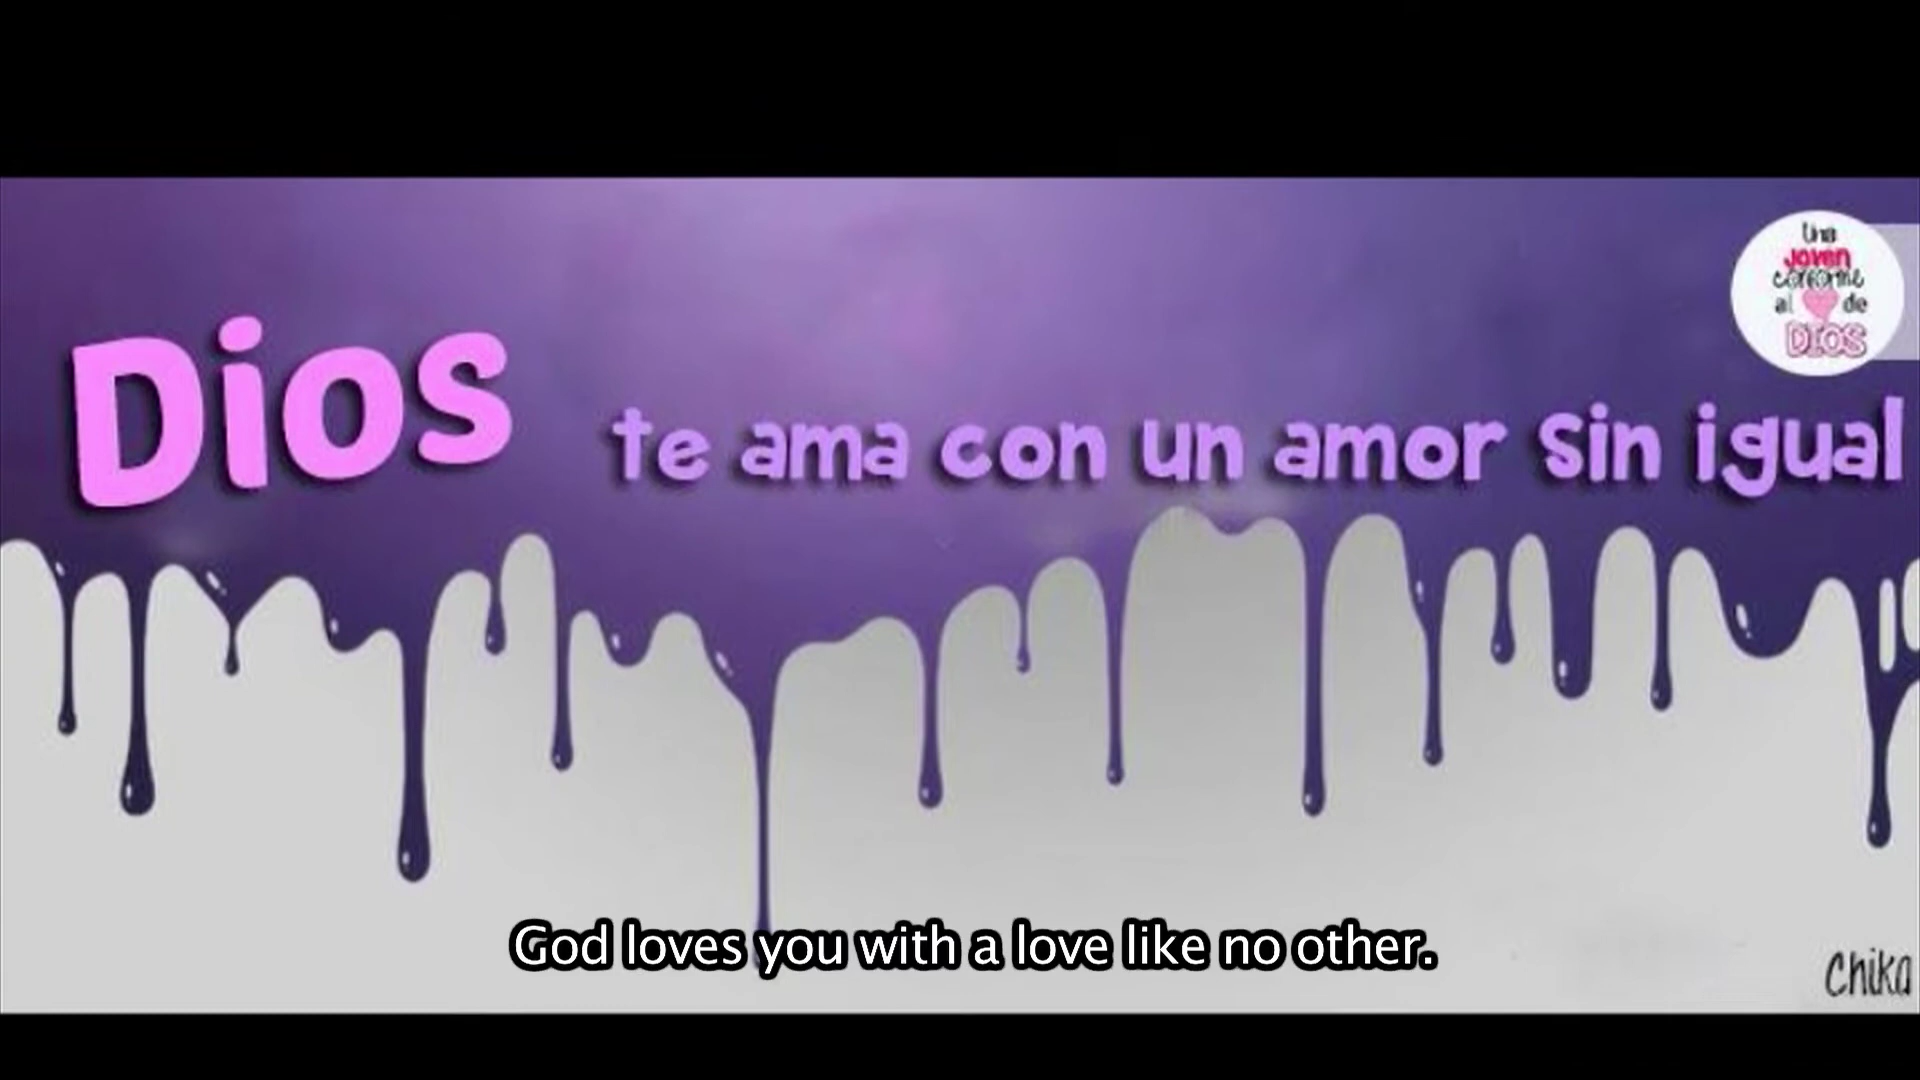 Una
joven
conforme
al de
DIOS
Dios te ama con un amor sin igual
God loves you with a love like no other.
Chika